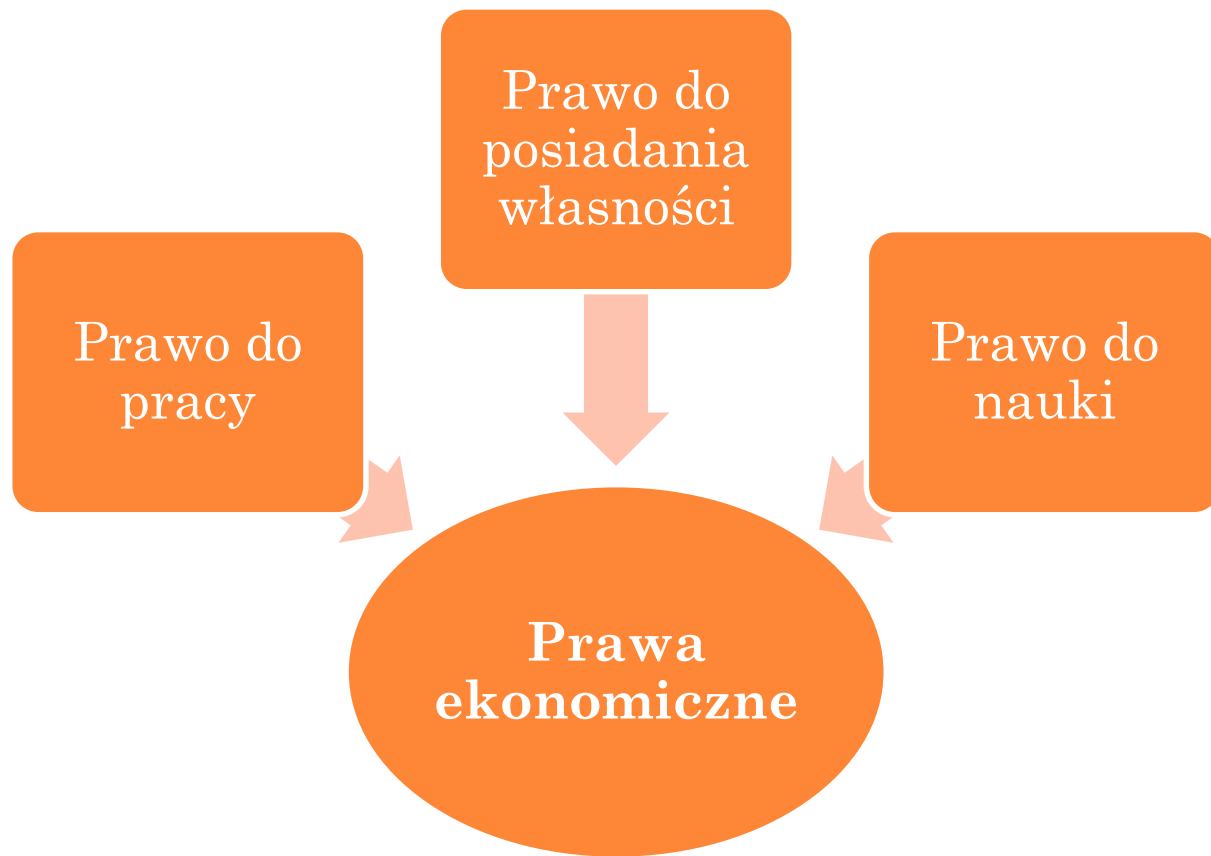 Prawo do
posiadania
własności
Prawo do
pracy
Prawo do
nauki
Prawa
ekonomiczne